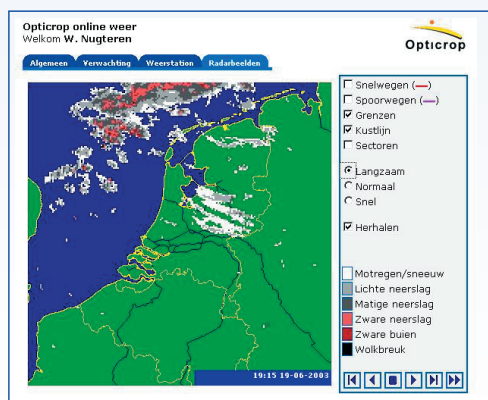 Opticrop online weer
Welkom W. Nugteren
Opticrop
Algemeen Verwachting Weerstation Radarbeelden
Snelwegen (—)
Spoorwegen (—)
Grenzen
Kustlijn
Sectoren
Langzaam
Normaal
Snel
Herhalen
Motregen/sneeuw
Lichte neerslag
Matige neerslag
Zware neerslag
Zware buien
Wolkbreuk
19:15 19-06-2003